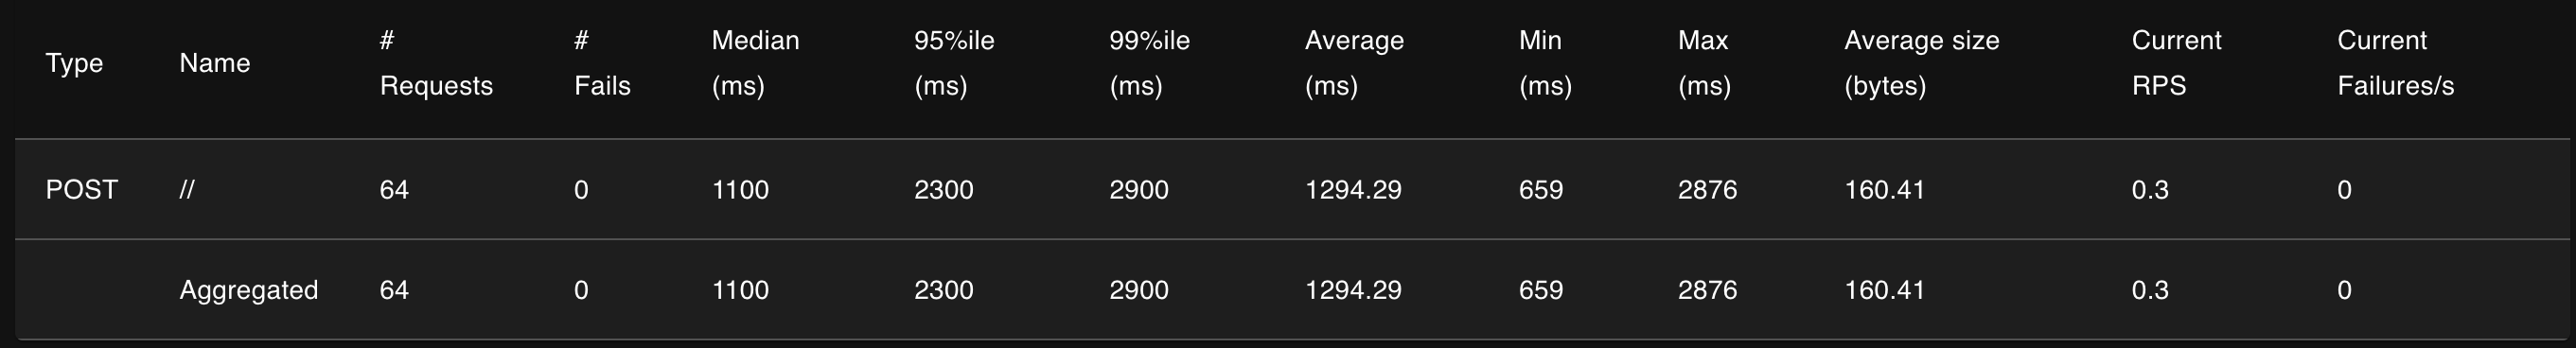 Type Name # Requests # Fails Median (ms) 95%ile (ms) 99%ile (ms) Average (ms) Min (ms) Max (ms) Average size (bytes) Current RPS Current Failures/s
POST // 64 0 1100 2300 2900 1294.29 659 2876 160.41 0.3 0
Aggregated 64 0 1100 2300 2900 1294.29 659 2876 160.41 0.3 0